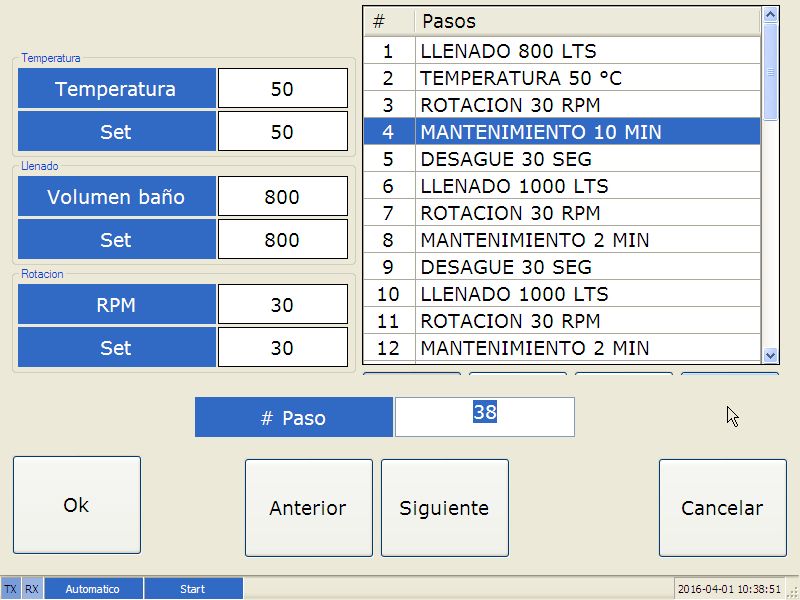 Temperatura
Temperatura 50
Set 50
Llenado
Volumen baño 800
Set 800
Rotacion
RPM 30
Set 30
# Pasos
1 LLENADO 800 LTS
2 TEMPERATURA 50 °C
3 ROTACION 30 RPM
4 MANTENIMIENTO 10 MIN
5 DESAGUE 30 SEG
6 LLENADO 1000 LTS
7 ROTACION 30 RPM
8 MANTENIMIENTO 2 MIN
9 DESAGUE 30 SEG
10 LLENADO 1000 LTS
11 ROTACION 30 RPM
12 MANTENIMIENTO 2 MIN
# Paso 38
Ok Anterior Siguiente Cancelar
TX RX Automatico Start 2016-04-01 10:38:51